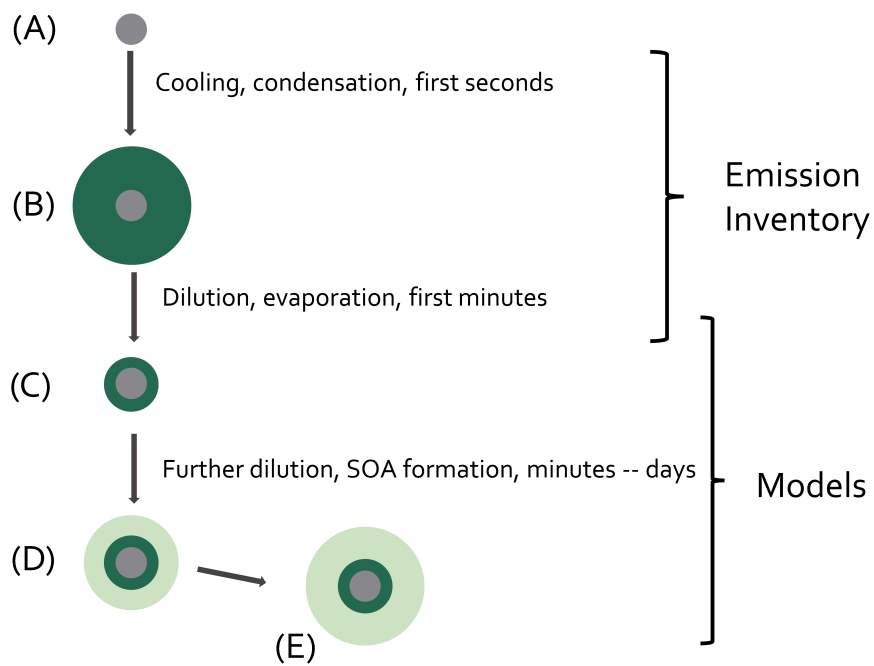 (A)
Cooling, condensation, first seconds
(B)
Emission
Inventory
Dilution, evaporation, first minutes
(C)
Further dilution, SOA formation, minutes -- days
Models
(D)
(E)